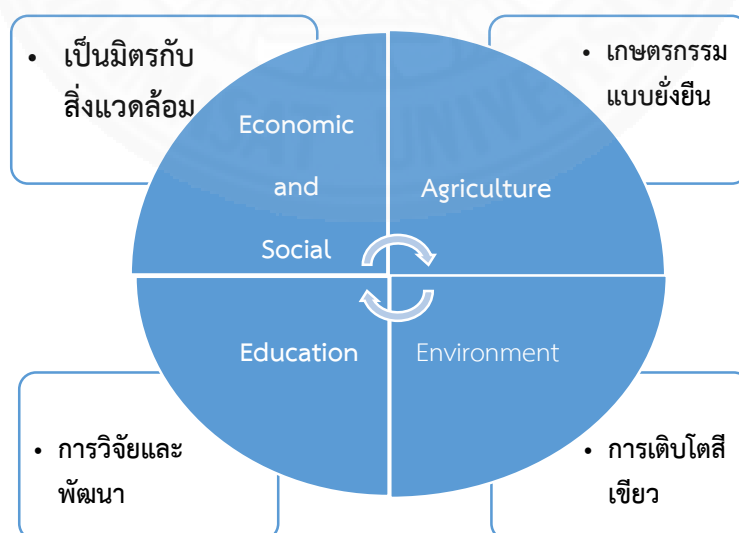 • เป็นมิตรกับ
สิ่งแวดล้อม
• เกษตรกรรม
แบบยั่งยืน
Economic
and
Social
Agriculture
Education
Environment
• การวิจัยและ
พัฒนา
• การเติบโตสี
เขียว